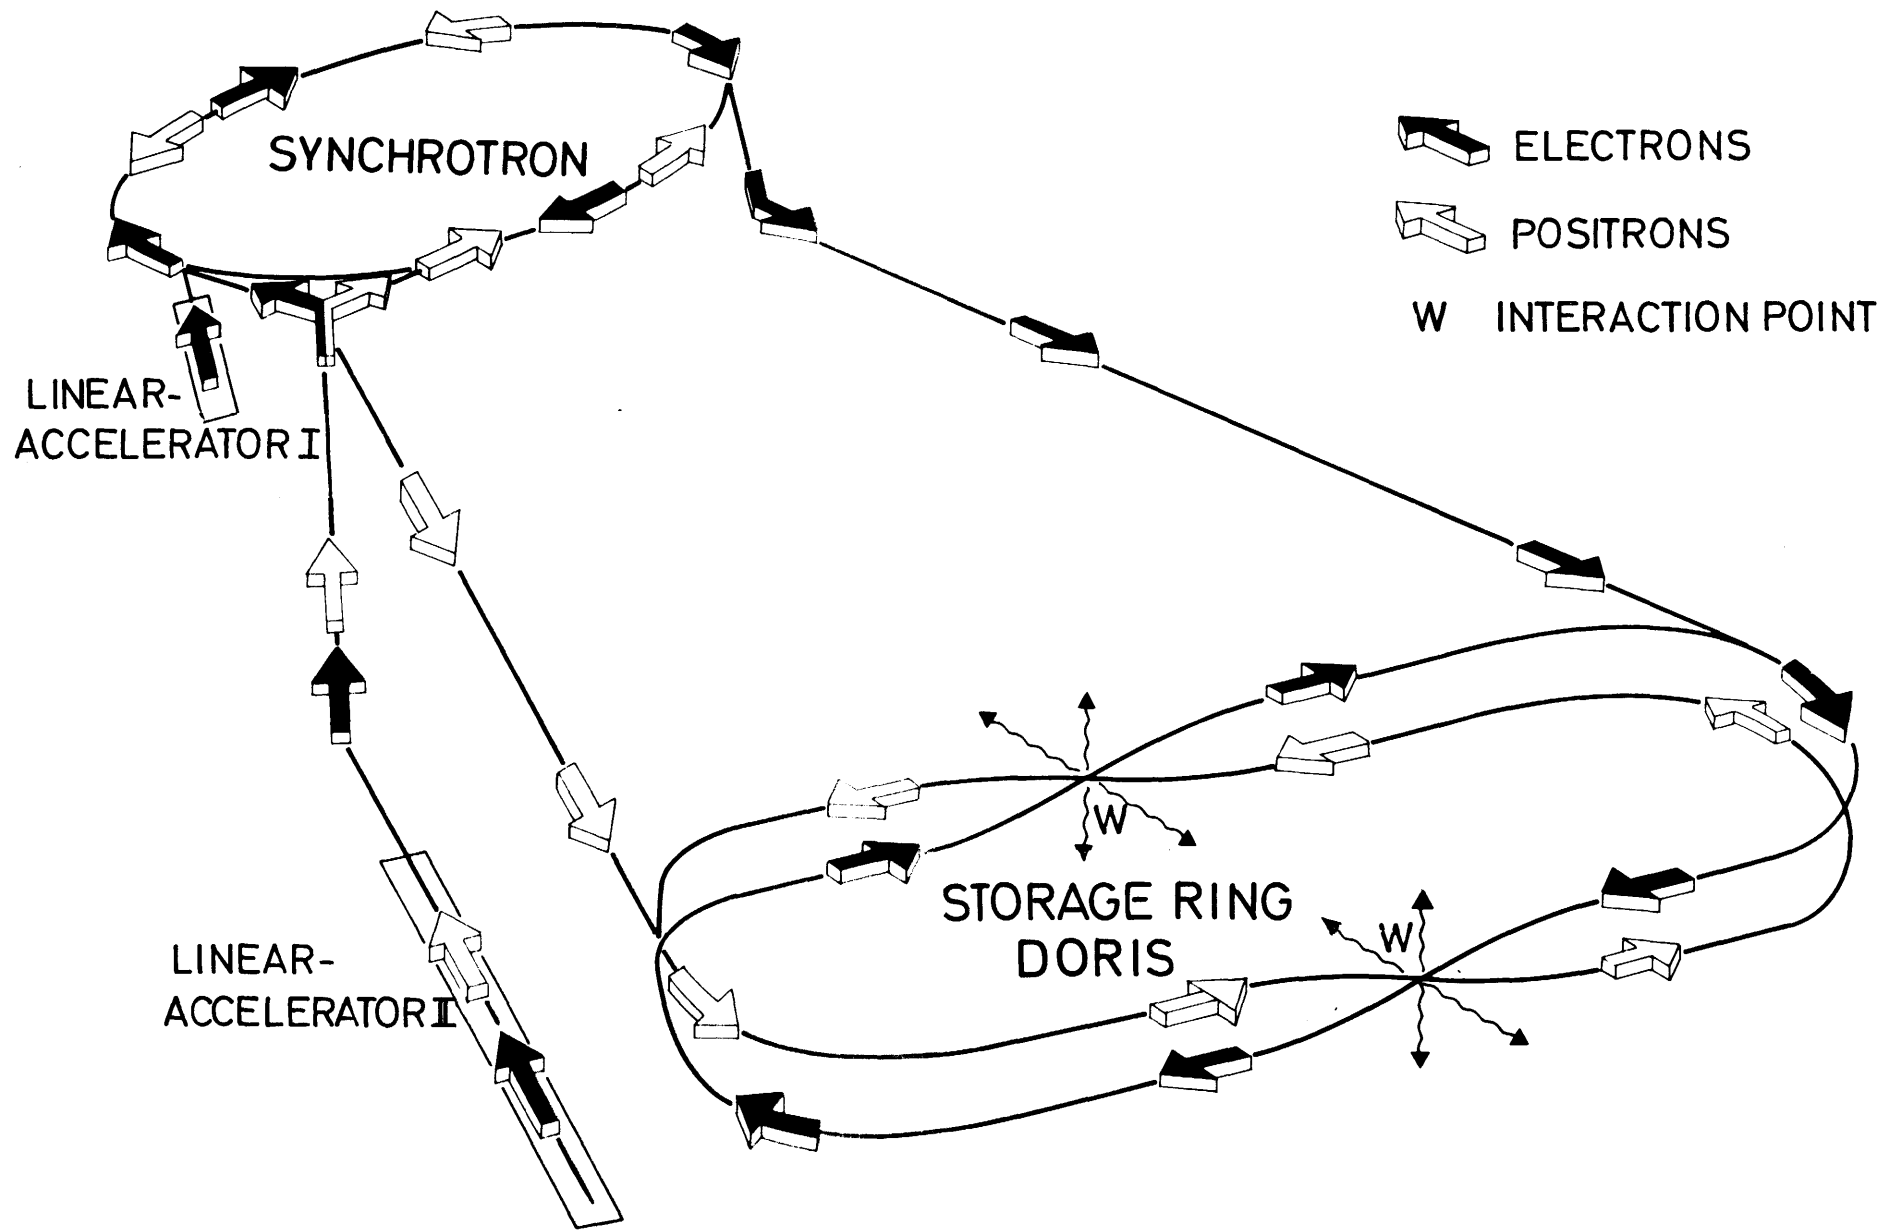 SYNCHROTRON
ELECTRONS
POSITRONS
W INTERACTION POINT
LINEAR-
ACCELERATOR I
W
STORAGE RING
DORIS
W
LINEAR-
ACCELERATOR II